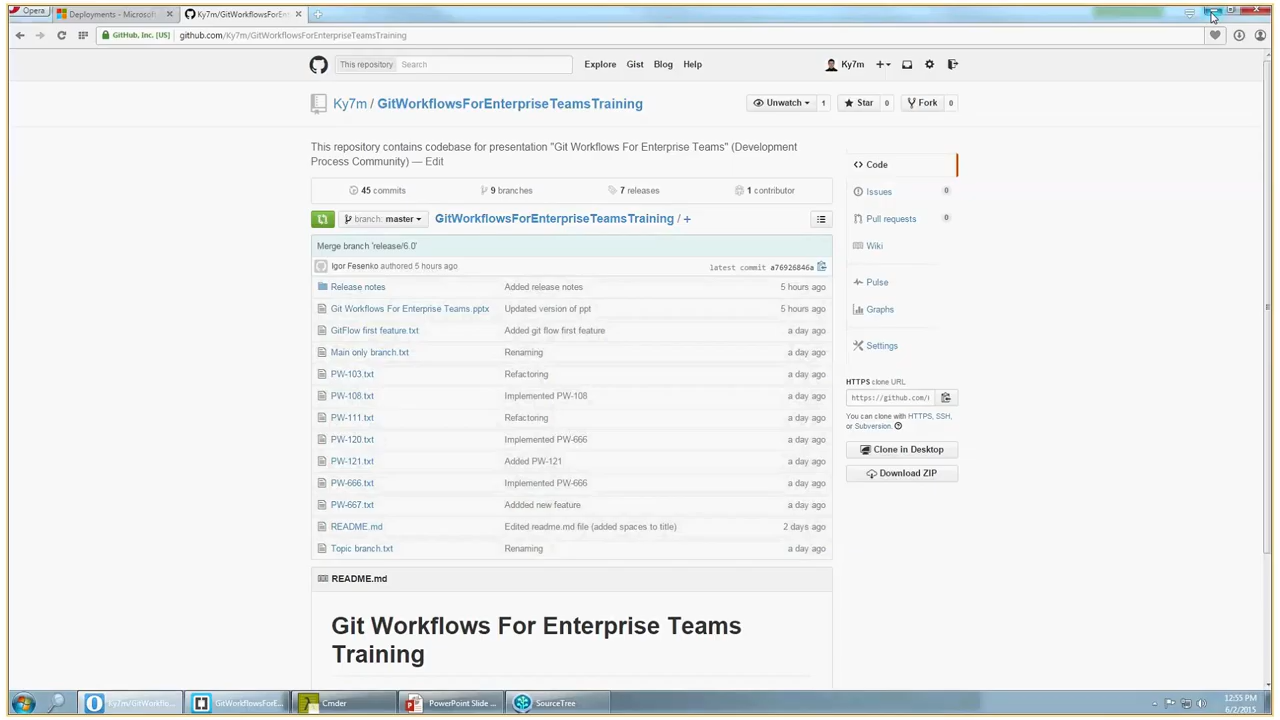 Opera
Deployments - Microsof
Ky7m/GitWorkflowsForEnt
GitHub, Inc. [US]
github.com/Ky7m/GitWorkflowsForEnterpriseTeamsTraining
This repository
Search
Explore
Gist
Blog
Help
Ky7m
Ky7m / GitWorkflowsForEnterpriseTeamsTraining
Unwatch
1
Star
0
Fork
0
This repository contains codebase for presentation "Git Workflows For Enterprise Teams" (Development
Process Community) — Edit
45 commits
9 branches
7 releases
1 contributor
branch: master
GitWorkflowsForEnterpriseTeamsTraining / +
Merge branch 'release/6.0'
Igor Fesenko authored 5 hours ago
latest commit a76926846a
Release notes
Added release notes
5 hours ago
Git Workflows For Enterprise Teams.pptx
Updated version of ppt
5 hours ago
GitFlow first feature.txt
Added git flow first feature
a day ago
Main only branch.txt
Renaming
a day ago
PW-103.txt
Refactoring
a day ago
PW-108.txt
Implemented PW-108
a day ago
PW-111.txt
Refactoring
a day ago
PW-120.txt
Implemented PW-666
a day ago
PW-121.txt
Added PW-121
a day ago
PW-666.txt
Implemented PW-666
a day ago
PW-667.txt
Addded new feature
a day ago
README.md
Edited readme.md file (added spaces to title)
2 days ago
Topic branch.txt
Renaming
a day ago
README.md
Git Workflows For Enterprise Teams
Training
Code
Issues
0
Pull requests
0
Wiki
Pulse
Graphs
Settings
HTTPS clone URL
https://github.com/
You can clone with HTTPS, SSH,
or Subversion.
Clone in Desktop
Download ZIP
Ky7m/GitWorkflo...
GitWorkflowsForE...
Cmder
PowerPoint Slide ...
SourceTree
12:55 PM
6/2/2015